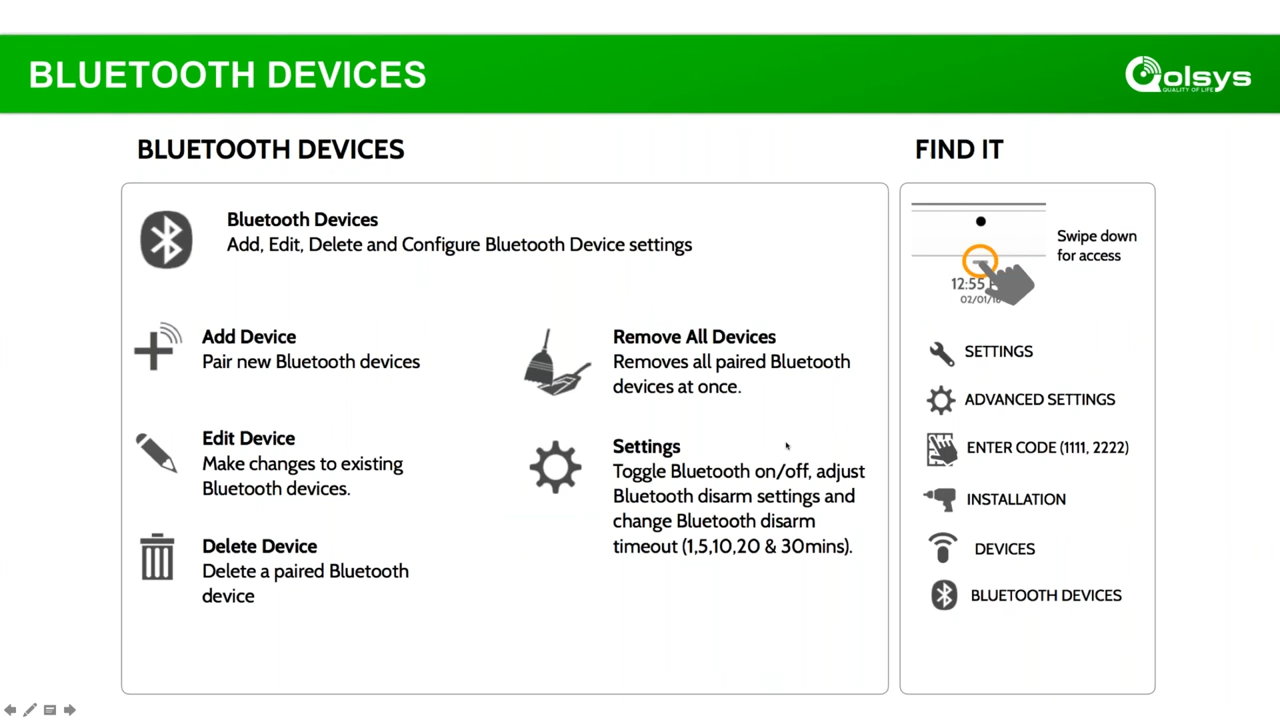 BLUETOOTH DEVICES
Qolsys
QUALITY OF LIFE
BLUETOOTH DEVICES
Bluetooth Devices
Add, Edit, Delete and Configure Bluetooth Device settings
Add Device
Pair new Bluetooth devices
Edit Device
Make changes to existing
Bluetooth devices.
Delete Device
Delete a paired Bluetooth
device
Remove All Devices
Removes all paired Bluetooth
devices at once.
Settings
Toggle Bluetooth on/off, adjust
Bluetooth disarm settings and
change Bluetooth disarm
timeout (1,5,10,20 & 30mins).
FIND IT
Swipe down
for access
12:55
02/01/
SETTINGS
ADVANCED SETTINGS
ENTER CODE (1111, 2222)
INSTALLATION
DEVICES
BLUETOOTH DEVICES